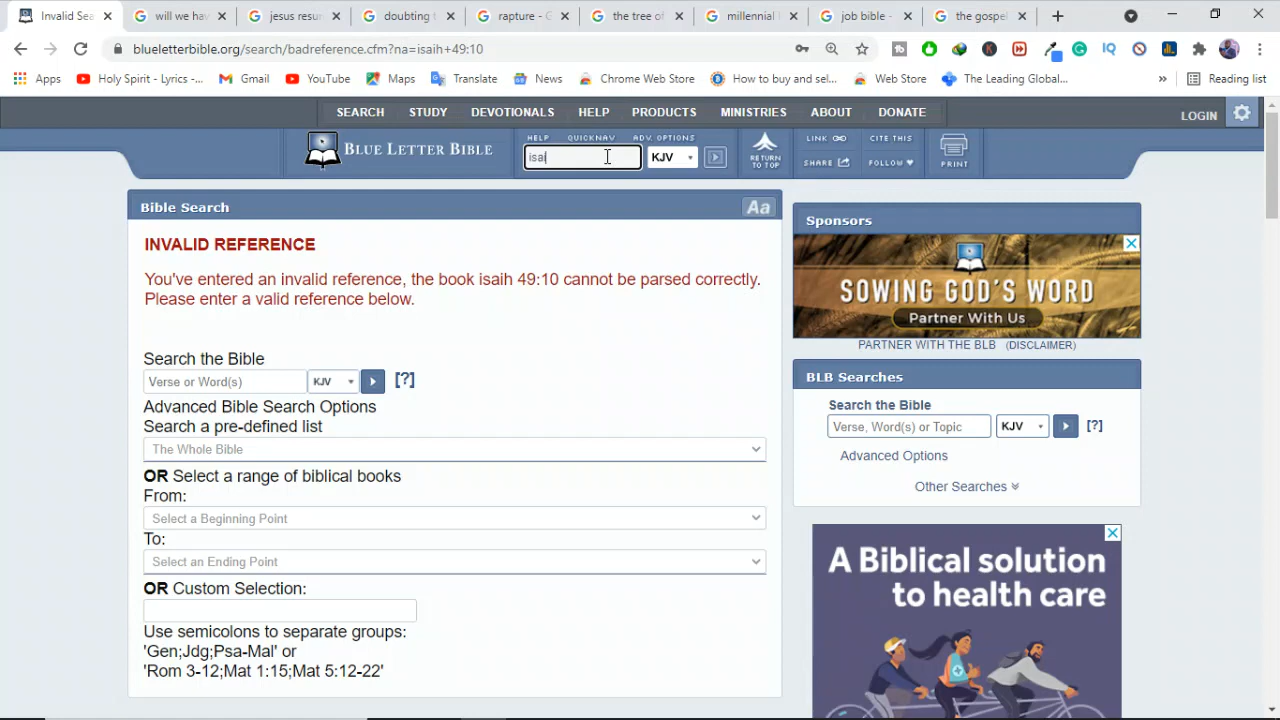 Invalid Sea
will we hav
jesus resur
doubting t
rapture - G
the tree of
millennial i
job bible -
the gospel
blueletterbible.org/search/badreference.cfm?na=isaih+49:10
Apps
Holy Spirit - Lyrics -...
Gmail
YouTube
Maps
Translate
News
Chrome Web Store
How to buy and sel...
Web Store
The Leading Global...
»
Reading list
SEARCH
STUDY
DEVOTIONALS
HELP
PRODUCTS
MINISTRIES
ABOUT
DONATE
LOGIN
BLUE LETTER BIBLE
HELP
QUICKNAV
ADV. OPTIONS
isai
KJV
RETURN
TO TOP
LINK
CITE THIS
SHARE
FOLLOW
PRINT
Bible Search
Aa
INVALID REFERENCE
You've entered an invalid reference, the book isaih 49:10 cannot be parsed correctly.
Please enter a valid reference below.
Search the Bible
Verse or Word(s)
KJV
[?]
Advanced Bible Search Options
Search a pre-defined list
The Whole Bible
OR Select a range of biblical books
From:
Select a Beginning Point
To:
Select an Ending Point
OR Custom Selection:
Use semicolons to separate groups:
'Gen;Jdg;Psa-Mal' or
'Rom 3-12;Mat 1:15;Mat 5:12-22'
Sponsors
SOWING GOD'S WORD
Partner With Us
PARTNER WITH THE BLB (DISCLAIMER)
BLB Searches
Search the Bible
Verse, Word(s) or Topic
KJV
[?]
Advanced Options
Other Searches
A Biblical solution
to health care